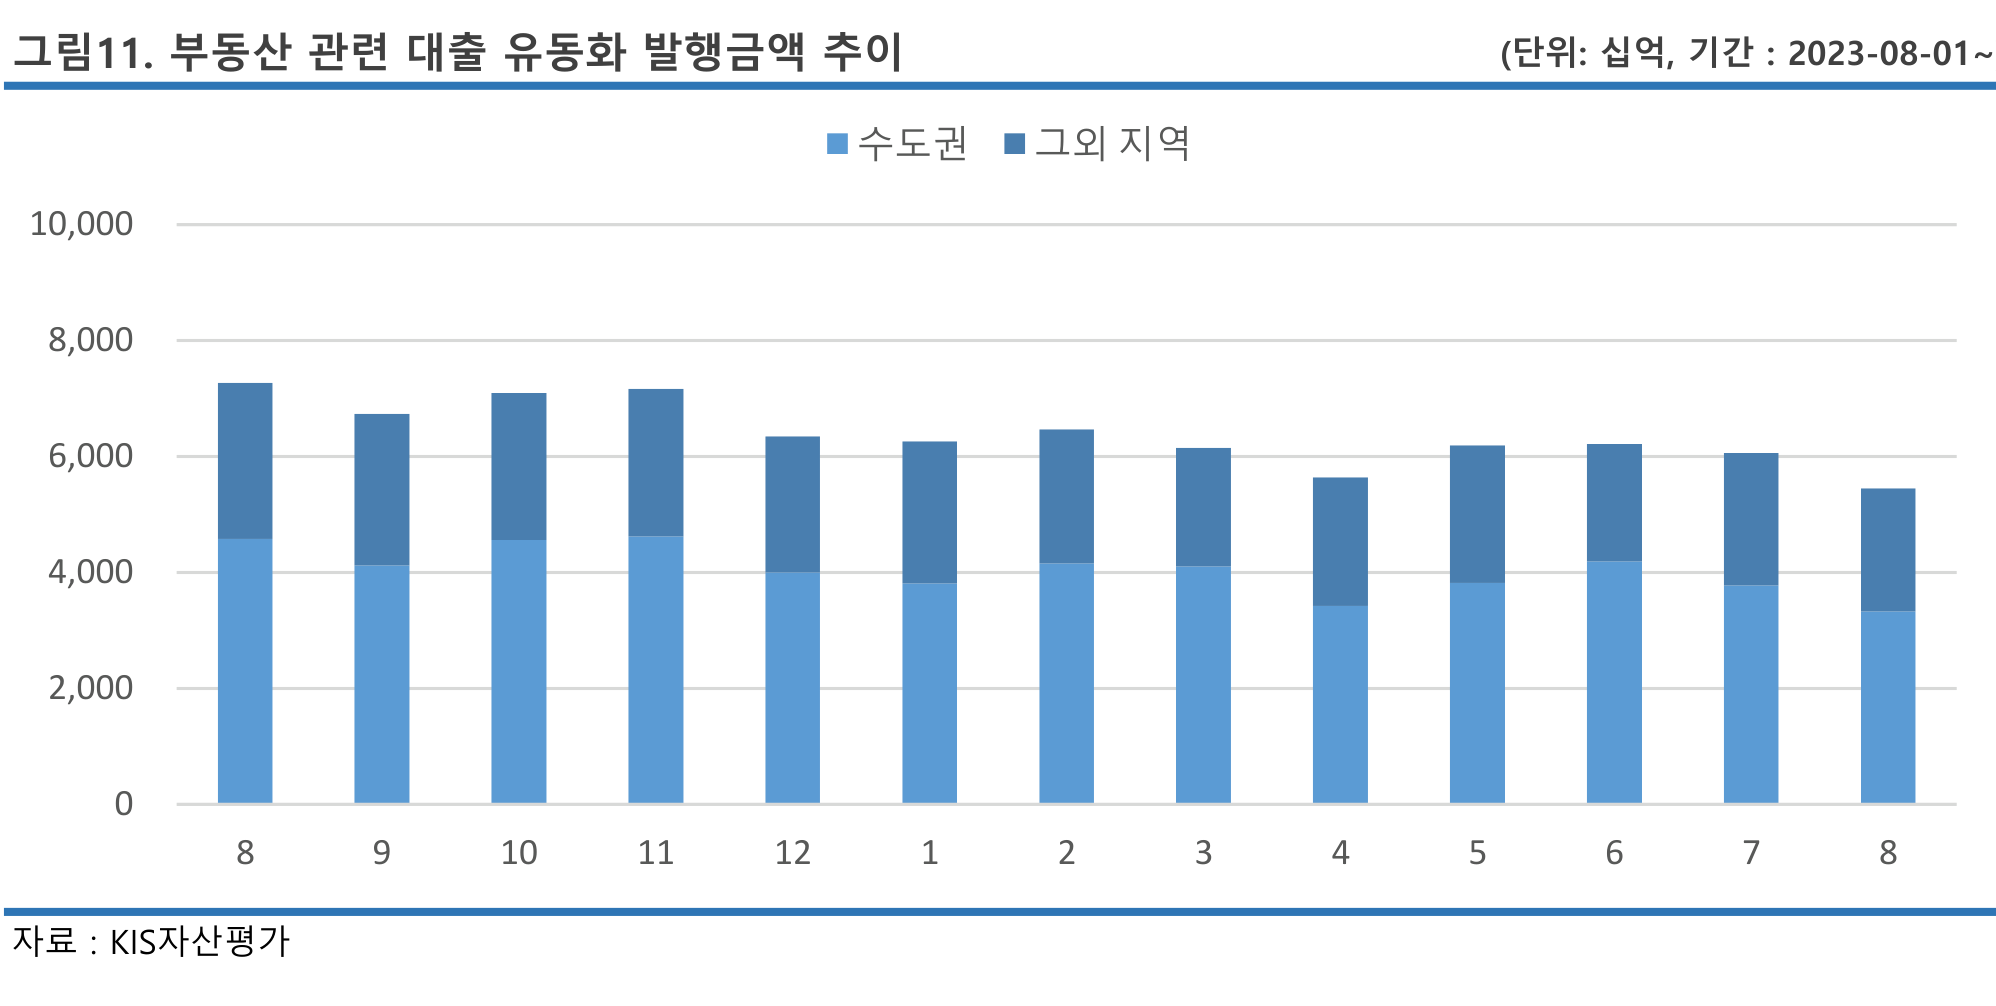 그림11. 부동산 관련 대출 유동화 발행금액 추이 (단위: 십억, 기간 : 2023-08-01~
수도권 그외 지역
10,000
8,000
6,000
4,000
2,000
0
8 9 10 11 12 1 2 3 4 5 6 7 8
자료 : KIS자산평가